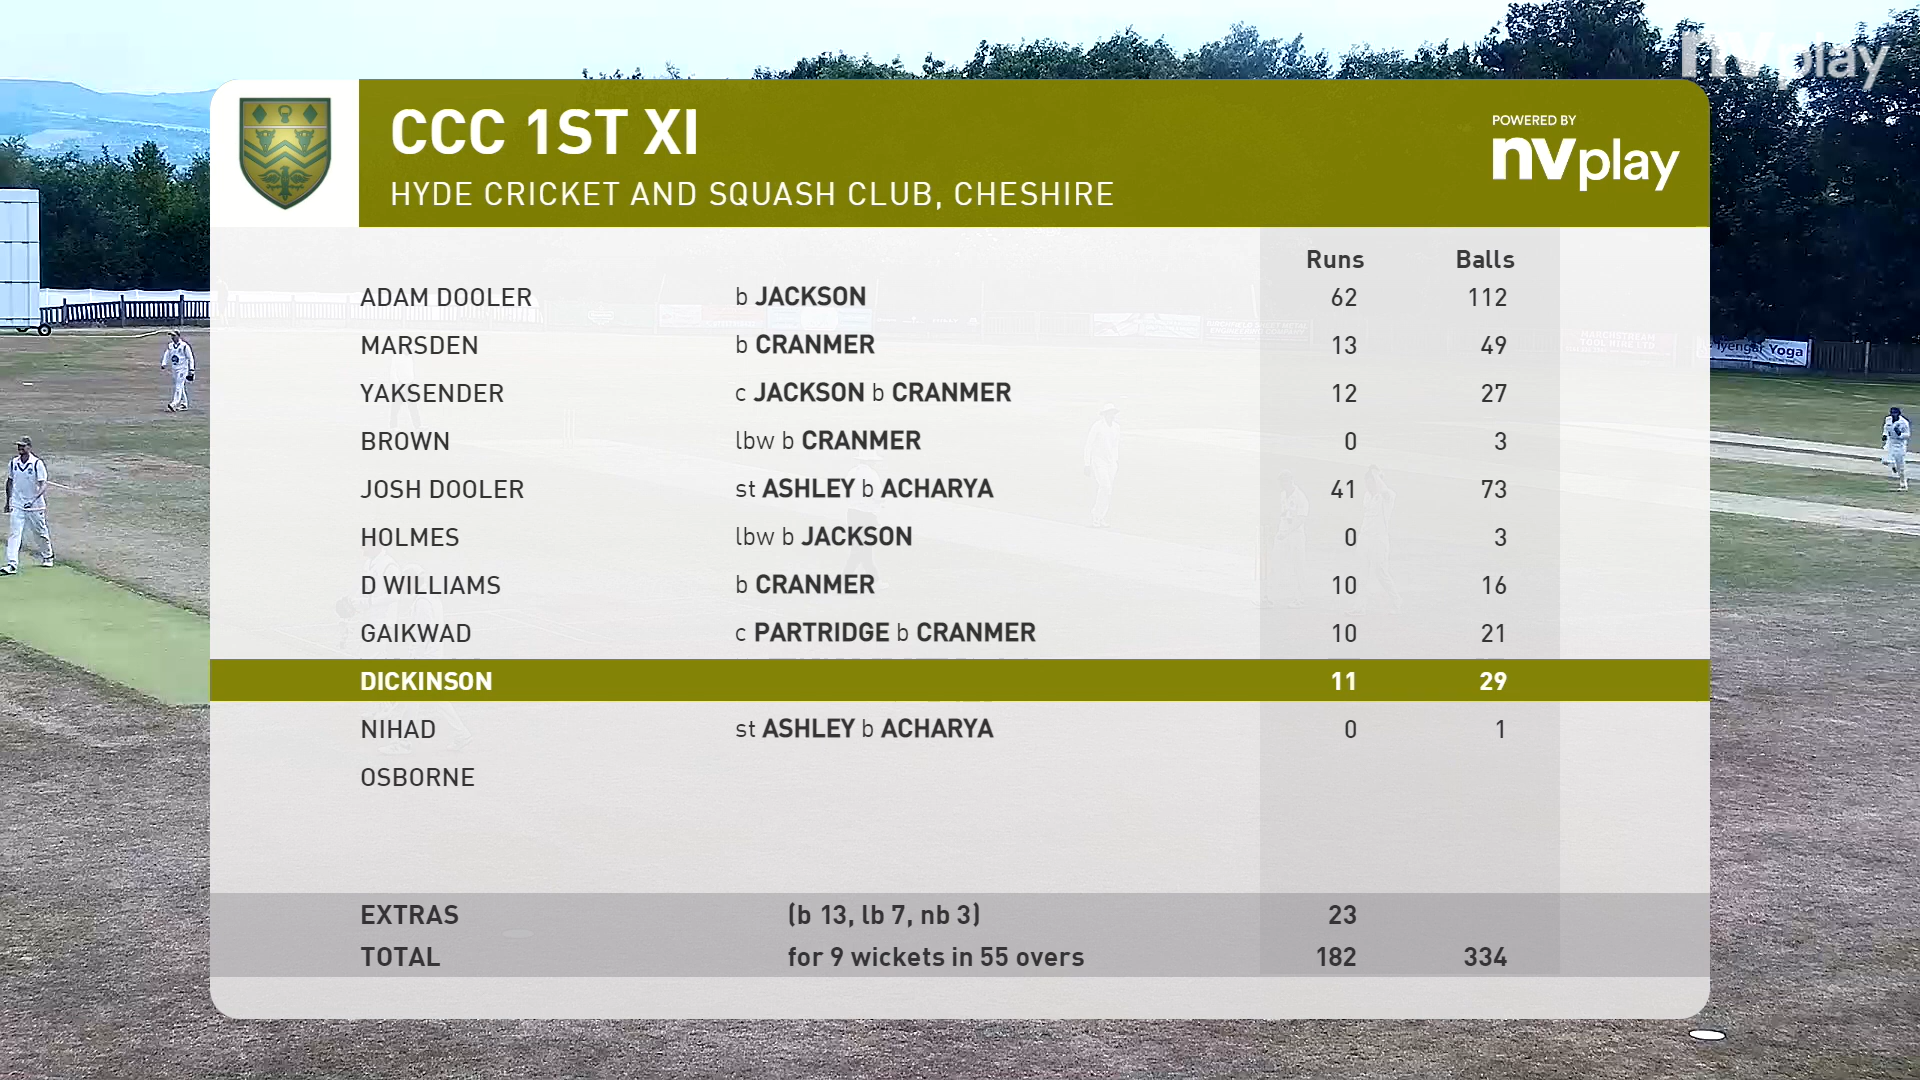 nvplay
CCC 1ST XI
HYDE CRICKET AND SQUASH CLUB, CHESHIRE
POWERED BY
nvplay
Runs Balls
ADAM DOOLER b JACKSON 62 112
MARSDEN b CRANMER 13 49
YAKSENDER c JACKSON b CRANMER 12 27
BROWN lbw b CRANMER 0 3
JOSH DOOLER st ASHLEY b ACHARYA 41 73
HOLMES lbw b JACKSON 0 3
D WILLIAMS b CRANMER 10 16
GAIKWAD c PARTRIDGE b CRANMER 10 21
DICKINSON 11 29
NIHAD st ASHLEY b ACHARYA 0 1
OSBORNE
EXTRAS (b 13, lb 7, nb 3) 23
TOTAL for 9 wickets in 55 overs 182 334
Iyengar Yoga